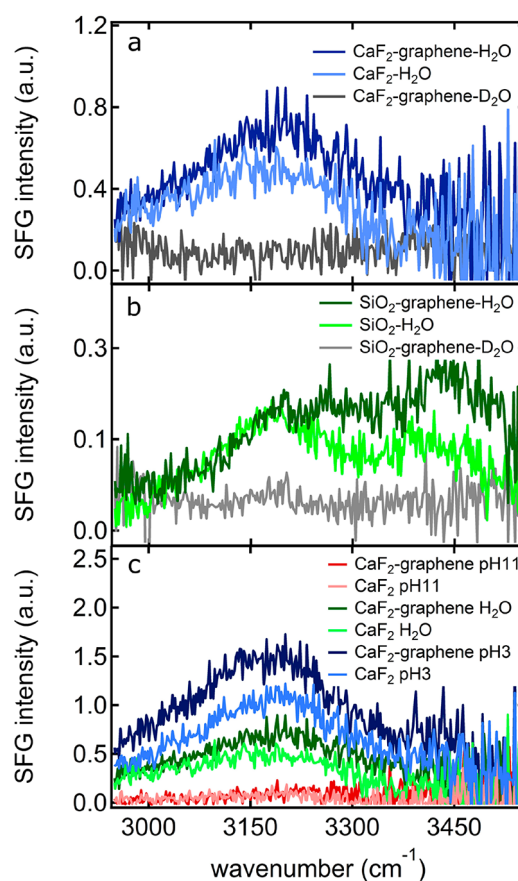 a
CaF₂-graphene-H₂O
CaF₂-H₂O
CaF₂-graphene-D₂O
SFG intensity (a.u.)
1.2
0.8
0.4
0.0
b
SiO₂-graphene-H₂O
SiO₂-H₂O
SiO₂-graphene-D₂O
SFG intensity (a.u.)
0.3
0.1
0.0
c
CaF₂-graphene pH11
CaF₂ pH11
CaF₂-graphene H₂O
CaF₂ H₂O
CaF₂-graphene pH3
CaF₂ pH3
SFG intensity (a.u.)
2.5
2.0
1.5
1.0
0.5
0.0
3000 3150 3300 3450
wavenumber (cm⁻¹)